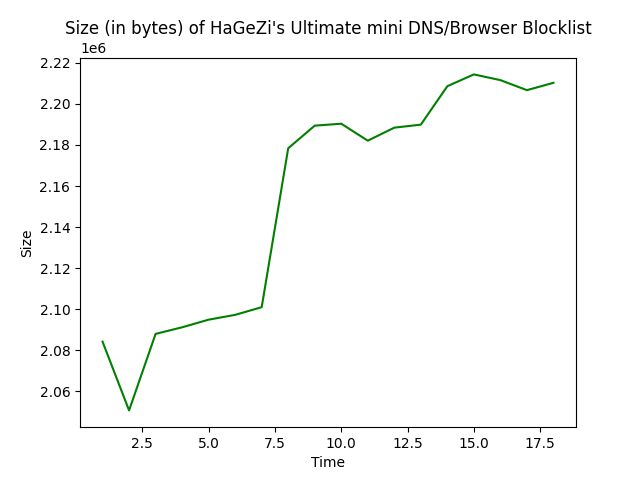 Size (in bytes) of HaGeZi's Ultimate mini DNS/Browser Blocklist
1e6
2.22
2.20
2.18
2.16
2.14
2.12
2.10
2.08
2.06
Size
2.5 5.0 7.5 10.0 12.5 15.0 17.5
Time